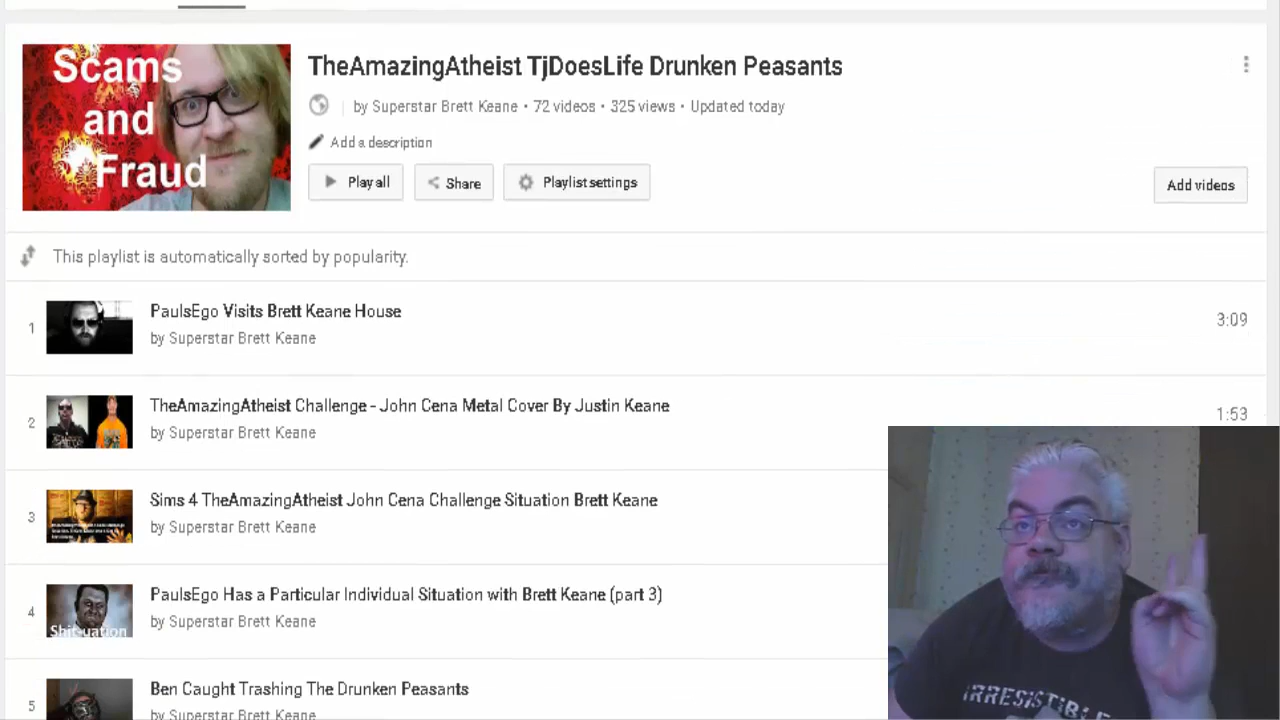 Scams
and
Fraud
TheAmazingAtheist TjDoesLife Drunken Peasants
by Superstar Brett Keane • 72 videos • 325 views • Updated today
Add a description
Play all
Share
Playlist settings
Add videos
This playlist is automatically sorted by popularity.
1
PaulsEgo Visits Brett Keane House
by Superstar Brett Keane
3:09
2
TheAmazingAtheist Challenge - John Cena Metal Cover By Justin Keane
by Superstar Brett Keane
1:53
3
Sims 4 TheAmazingAtheist John Cena Challenge Situation Brett Keane
by Superstar Brett Keane
4
Shit-uation
PaulsEgo Has a Particular Individual Situation with Brett Keane (part 3)
by Superstar Brett Keane
5
Ben Caught Trashing The Drunken Peasants
by Superstar Brett Keane
IRRESISTIBLE